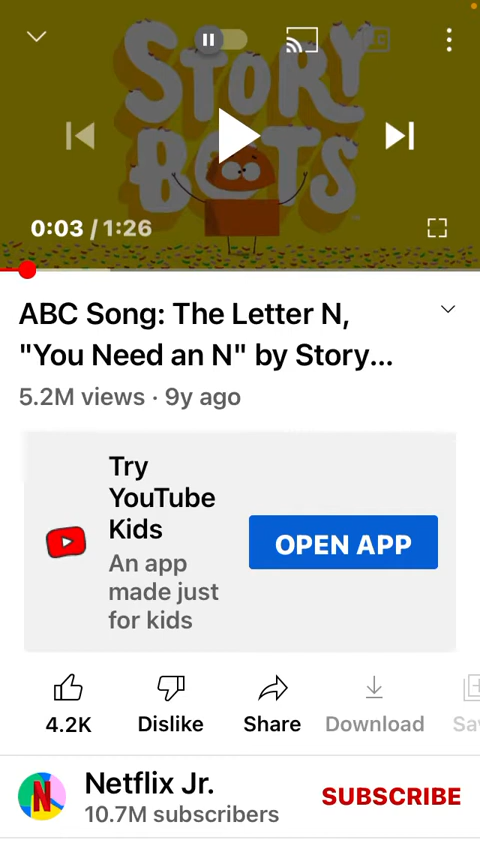 STORY
BOTS
0:03 / 1:26
ABC Song: The Letter N,
"You Need an N" by Story...
5.2M views · 9y ago
Try
YouTube
Kids
An app
made just
for kids
OPEN APP
4.2K
Dislike
Share
Download
Sa
N
Netflix Jr.
10.7M subscribers
SUBSCRIBE